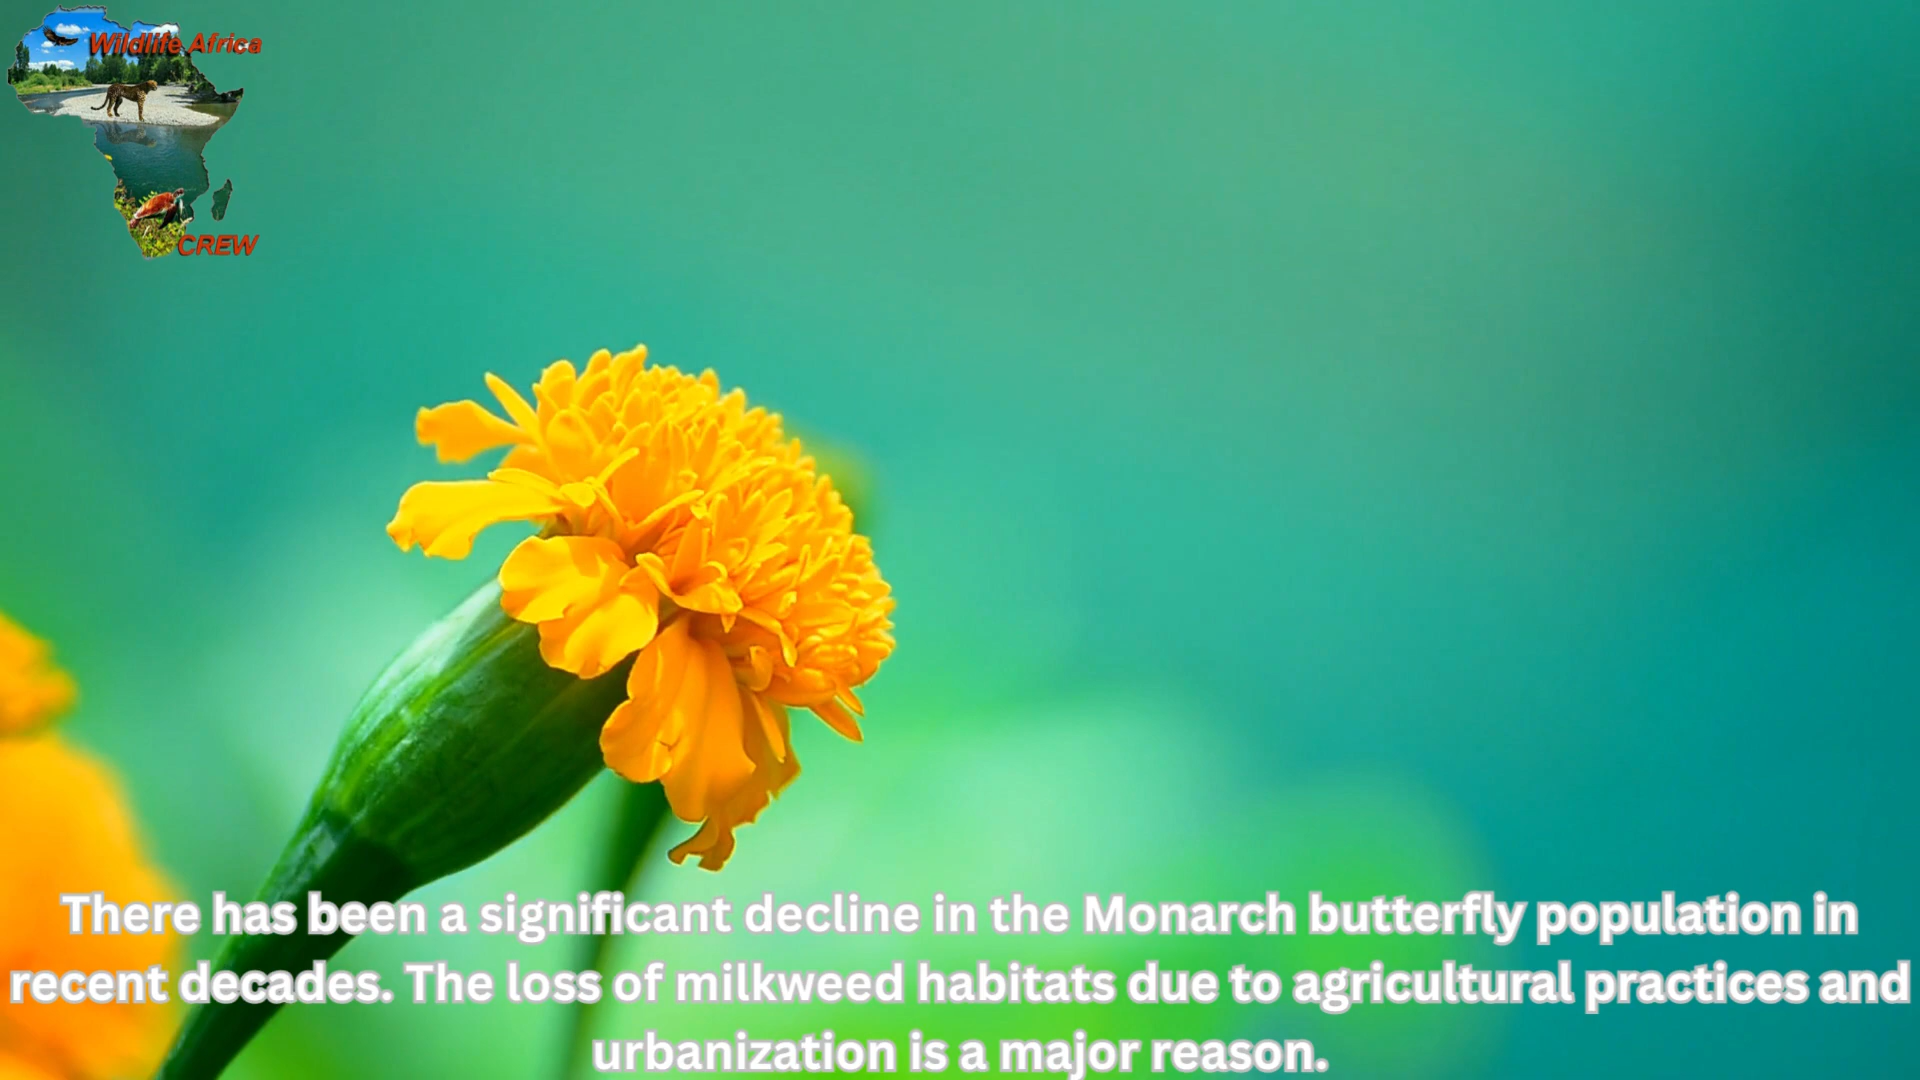 Wildlife Africa
CREW
There has been a significant decline in the Monarch butterfly population in
recent decades. The loss of milkweed habitats due to agricultural practices and
urbanization is a major reason.